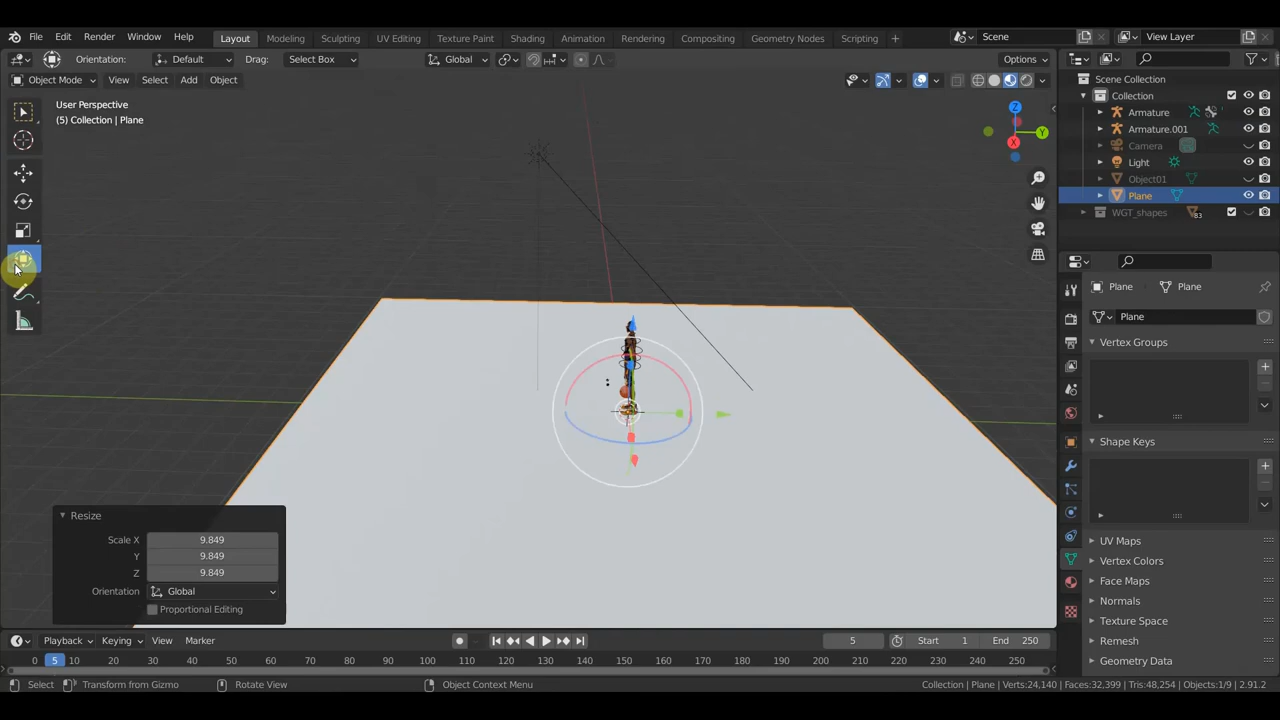 File Edit Render Window Help Layout Modeling Sculpting UV Editing Texture Paint Shading Animation Rendering Compositing Geometry Nodes Scripting + Scene View Layer
Orientation: Default Drag: Select Box Global Options
Object Mode View Select Add Object
User Perspective
(5) Collection | Plane
Z
Y
X
Scene Collection
Collection
Armature
Armature.001
Camera
Light
Object01
Plane
WGT_shapes 83
Plane Plane
Plane
Vertex Groups
Shape Keys
UV Maps
Vertex Colors
Face Maps
Normals
Texture Space
Remesh
Geometry Data
Resize
Scale X 9.849
Y 9.849
Z 9.849
Orientation Global
Proportional Editing
Playback Keying View Marker 5 Start 1 End 250
0 5 10 20 30 40 50 60 70 80 90 100 110 120 130 140 150 160 170 180 190 200 210 220 230 240 250
Select Transform from Gizmo Rotate View Object Context Menu Collection | Plane | Verts:24,140 | Faces:32,399 | Tris:48,254 | Objects:1/9 | 2.91.2